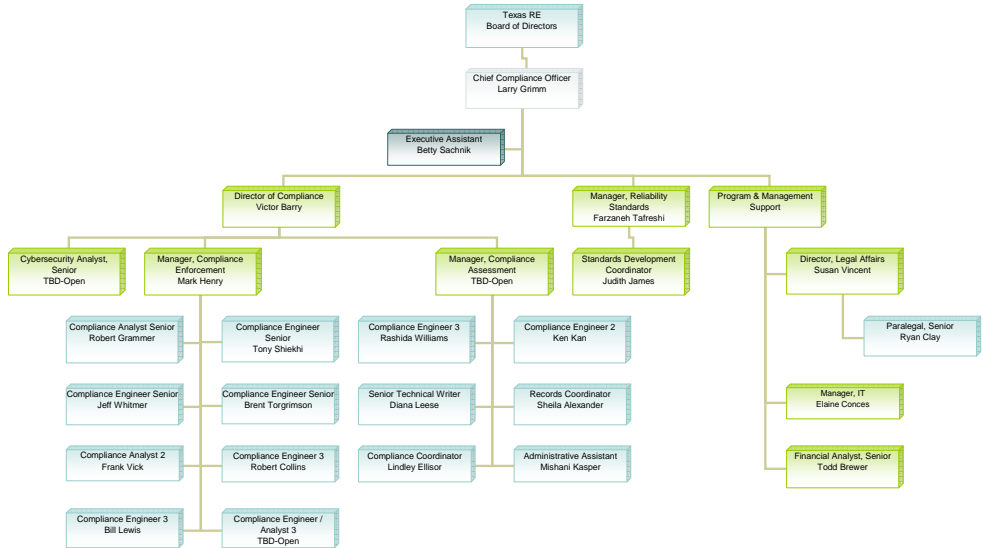 Texas RE
Board of Directors
Chief Compliance Officer
Larry Grimm
Executive Assistant
Betty Sachnik
Director of Compliance
Victor Barry
Manager, Reliability
Standards
Farzaneh Tafreshi
Program & Management
Support
Cybersecurity Analyst,
Senior
TBD-Open
Manager, Compliance
Enforcement
Mark Henry
Manager, Compliance
Assessment
TBD-Open
Standards Development
Coordinator
Judith James
Director, Legal Affairs
Susan Vincent
Compliance Analyst Senior
Robert Grammer
Compliance Engineer
Senior
Tony Shiekhi
Compliance Engineer 3
Rashida Williams
Compliance Engineer 2
Ken Kan
Paralegal, Senior
Ryan Clay
Compliance Engineer Senior
Jeff Whitmer
Compliance Engineer Senior
Brent Torgrimson
Senior Technical Writer
Diana Leese
Records Coordinator
Sheila Alexander
Manager, IT
Elaine Conces
Compliance Analyst 2
Frank Vick
Compliance Engineer 3
Robert Collins
Compliance Coordinator
Lindley Ellisor
Administrative Assistant
Mishani Kasper
Financial Analyst, Senior
Todd Brewer
Compliance Engineer 3
Bill Lewis
Compliance Engineer /
Analyst 3
TBD-Open